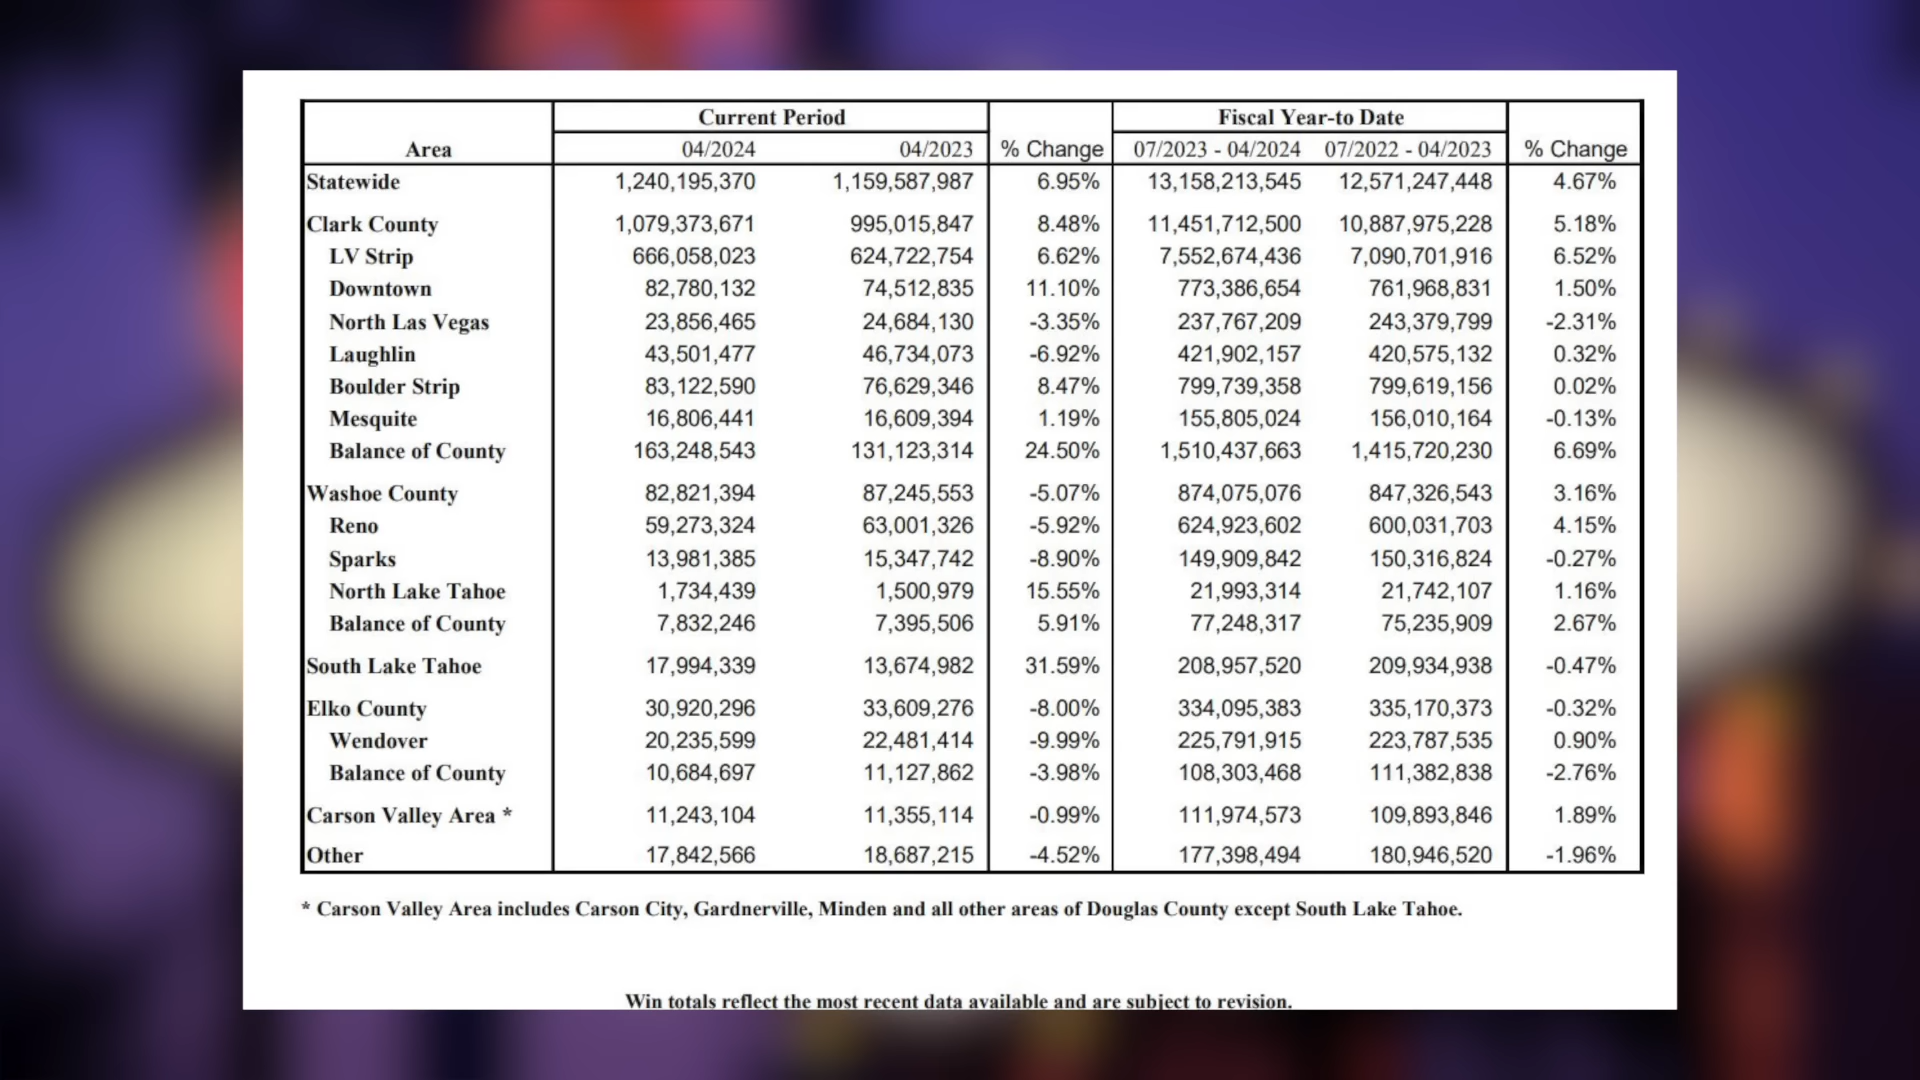 Current Period Fiscal Year-to Date
Area 04/2024 04/2023 % Change 07/2023 - 04/2024 07/2022 - 04/2023 % Change
Statewide 1,240,195,370 1,159,587,987 6.95% 13,158,213,545 12,571,247,448 4.67%
Clark County 1,079,373,671 995,015,847 8.48% 11,451,712,500 10,887,975,228 5.18%
LV Strip 666,058,023 624,722,754 6.62% 7,552,674,436 7,090,701,916 6.52%
Downtown 82,780,132 74,512,835 11.10% 773,386,654 761,968,831 1.50%
North Las Vegas 23,856,465 24,684,130 -3.35% 237,767,209 243,379,799 -2.31%
Laughlin 43,501,477 46,734,073 -6.92% 421,902,157 420,575,132 0.32%
Boulder Strip 83,122,590 76,629,346 8.47% 799,739,358 799,619,156 0.02%
Mesquite 16,806,441 16,609,394 1.19% 155,805,024 156,010,164 -0.13%
Balance of County 163,248,543 131,123,314 24.50% 1,510,437,663 1,415,720,230 6.69%
Washoe County 82,821,394 87,245,553 -5.07% 874,075,076 847,326,543 3.16%
Reno 59,273,324 63,001,326 -5.92% 624,923,602 600,031,703 4.15%
Sparks 13,981,385 15,347,742 -8.90% 149,909,842 150,316,824 -0.27%
North Lake Tahoe 1,734,439 1,500,979 15.55% 21,993,314 21,742,107 1.16%
Balance of County 7,832,246 7,395,506 5.91% 77,248,317 75,235,909 2.67%
South Lake Tahoe 17,994,339 13,674,982 31.59% 208,957,520 209,934,938 -0.47%
Elko County 30,920,296 33,609,276 -8.00% 334,095,383 335,170,373 -0.32%
Wendover 20,235,599 22,481,414 -9.99% 225,791,915 223,787,535 0.90%
Balance of County 10,684,697 11,127,862 -3.98% 108,303,468 111,382,838 -2.76%
Carson Valley Area * 11,243,104 11,355,114 -0.99% 111,974,573 109,893,846 1.89%
Other 17,842,566 18,687,215 -4.52% 177,398,494 180,946,520 -1.96%
* Carson Valley Area includes Carson City, Gardnerville, Minden and all other areas of Douglas County except South Lake Tahoe.
Win totals reflect the most recent data available and are subject to revision.